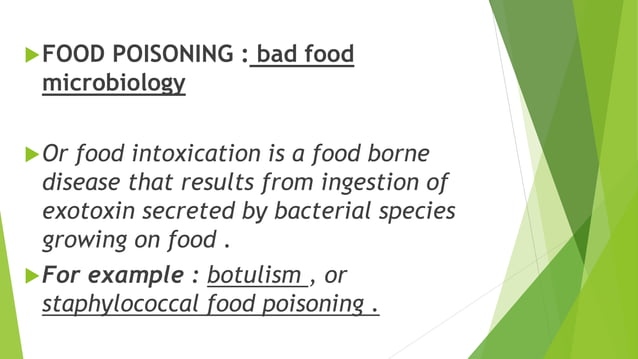 FOOD POISONING : bad food
microbiology
Or food intoxication is a food borne
disease that results from ingestion of
exotoxin secreted by bacterial species
growing on food .
For example : botulism , or
staphylococcal food poisoning .